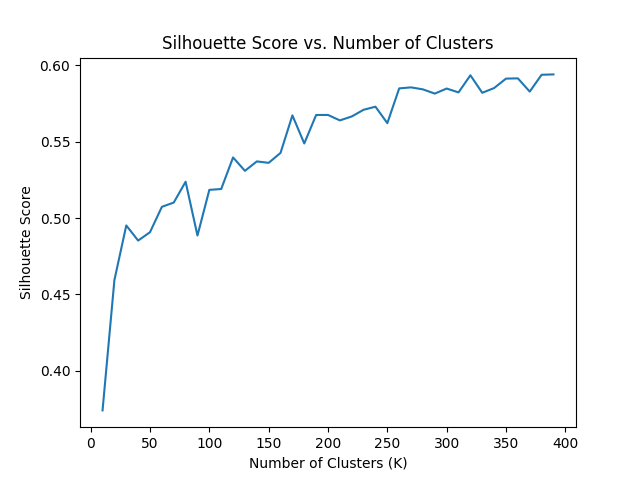 Silhouette Score vs. Number of Clusters
0.60
0.55
0.50
0.45
0.40
Silhouette Score
0 50 100 150 200 250 300 350 400
Number of Clusters (K)